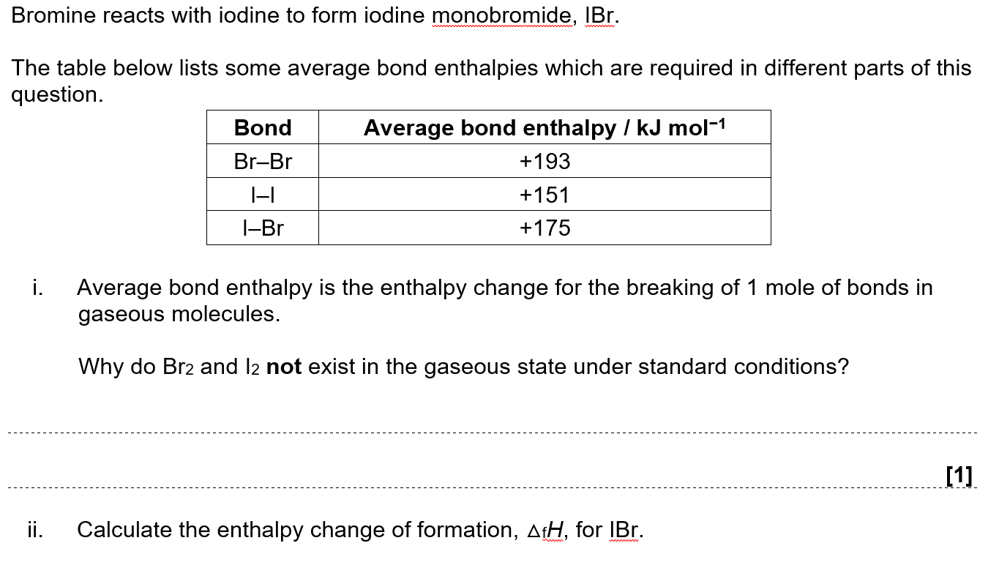 Bromine reacts with iodine to form iodine monobromide, IBr.
The table below lists some average bond enthalpies which are required in different parts of this
question.
Bond Average bond enthalpy / kJ mol⁻¹
Br–Br +193
I–I +151
I–Br +175
i. Average bond enthalpy is the enthalpy change for the breaking of 1 mole of bonds in
gaseous molecules.
Why do Br₂ and I₂ not exist in the gaseous state under standard conditions?
[1]
ii. Calculate the enthalpy change of formation, ΔfH, for IBr.